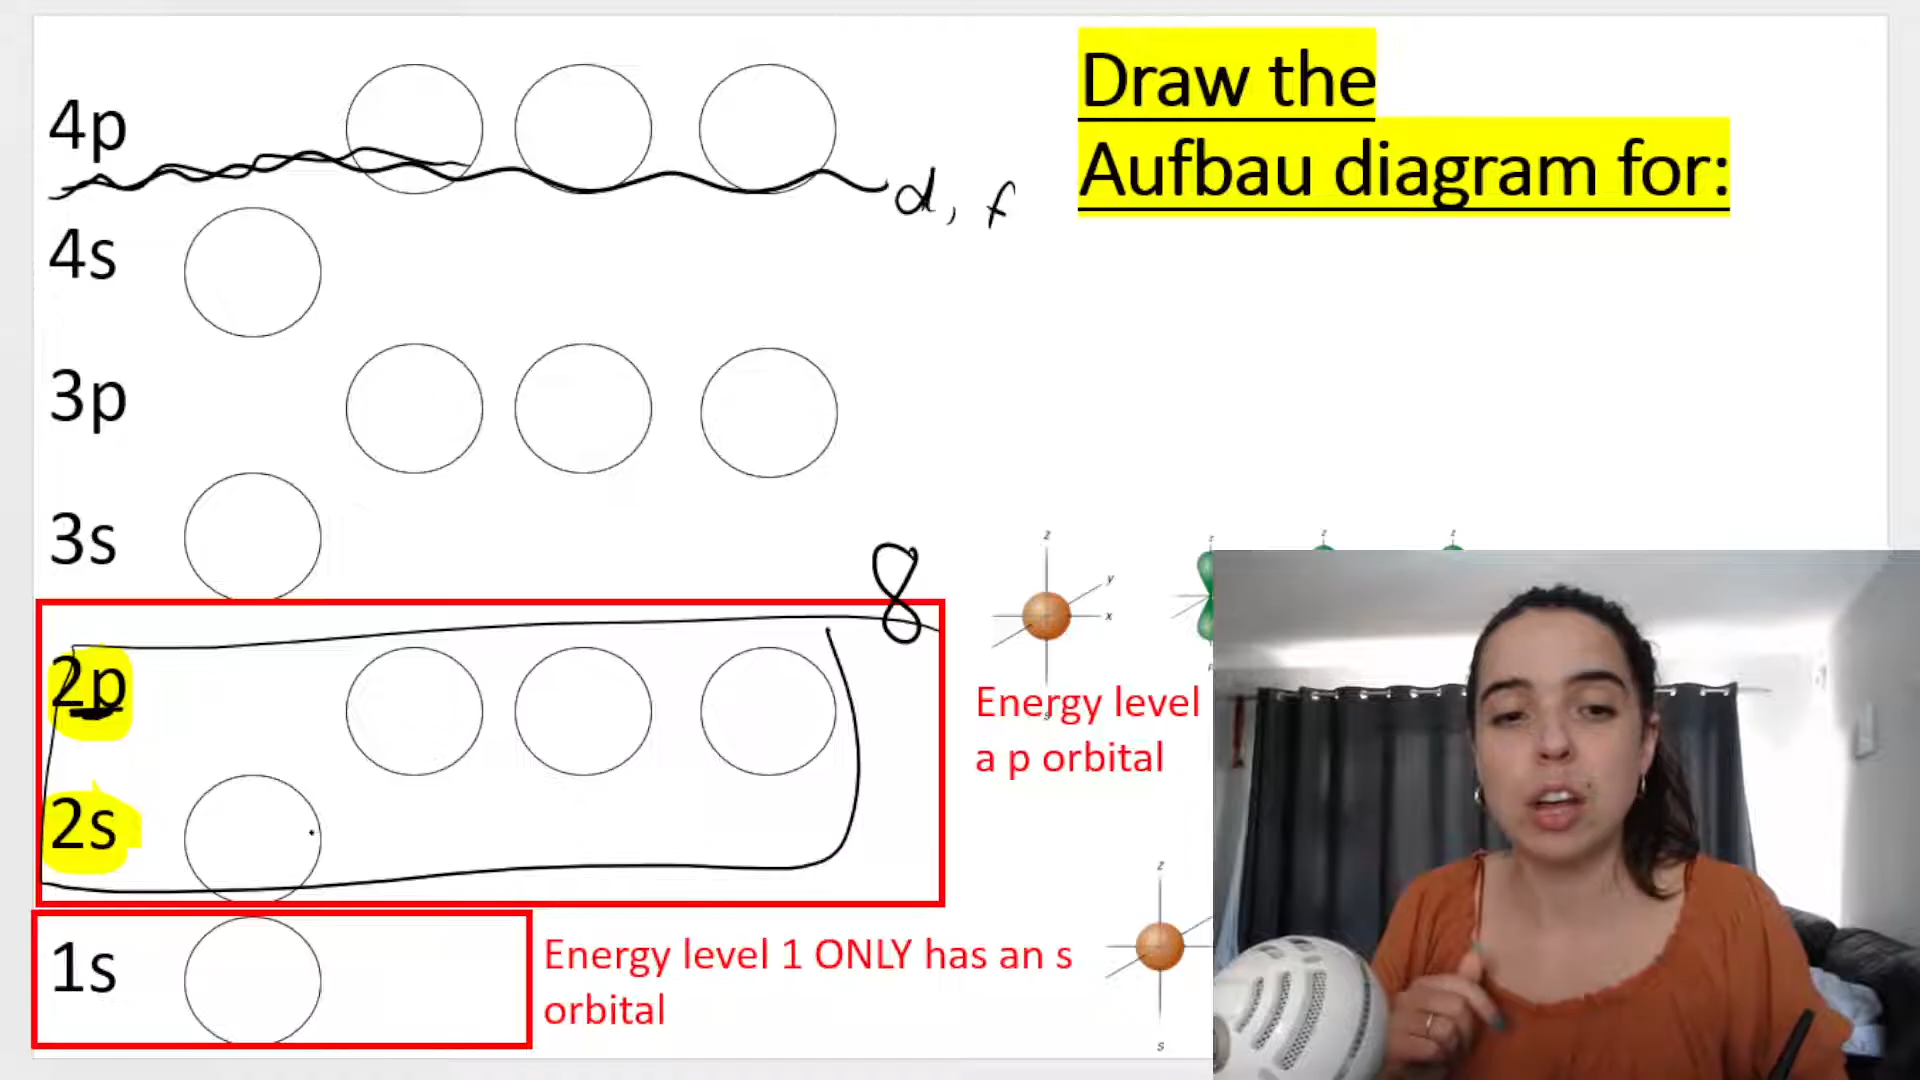 Draw the
Aufbau diagram for:
4p
d, f
4s
3p
3s
8
2p
2s
1s
z
y
x
z
z
z
Energy level
a p orbital
s
Energy level 1 ONLY has an s
orbital
z
s